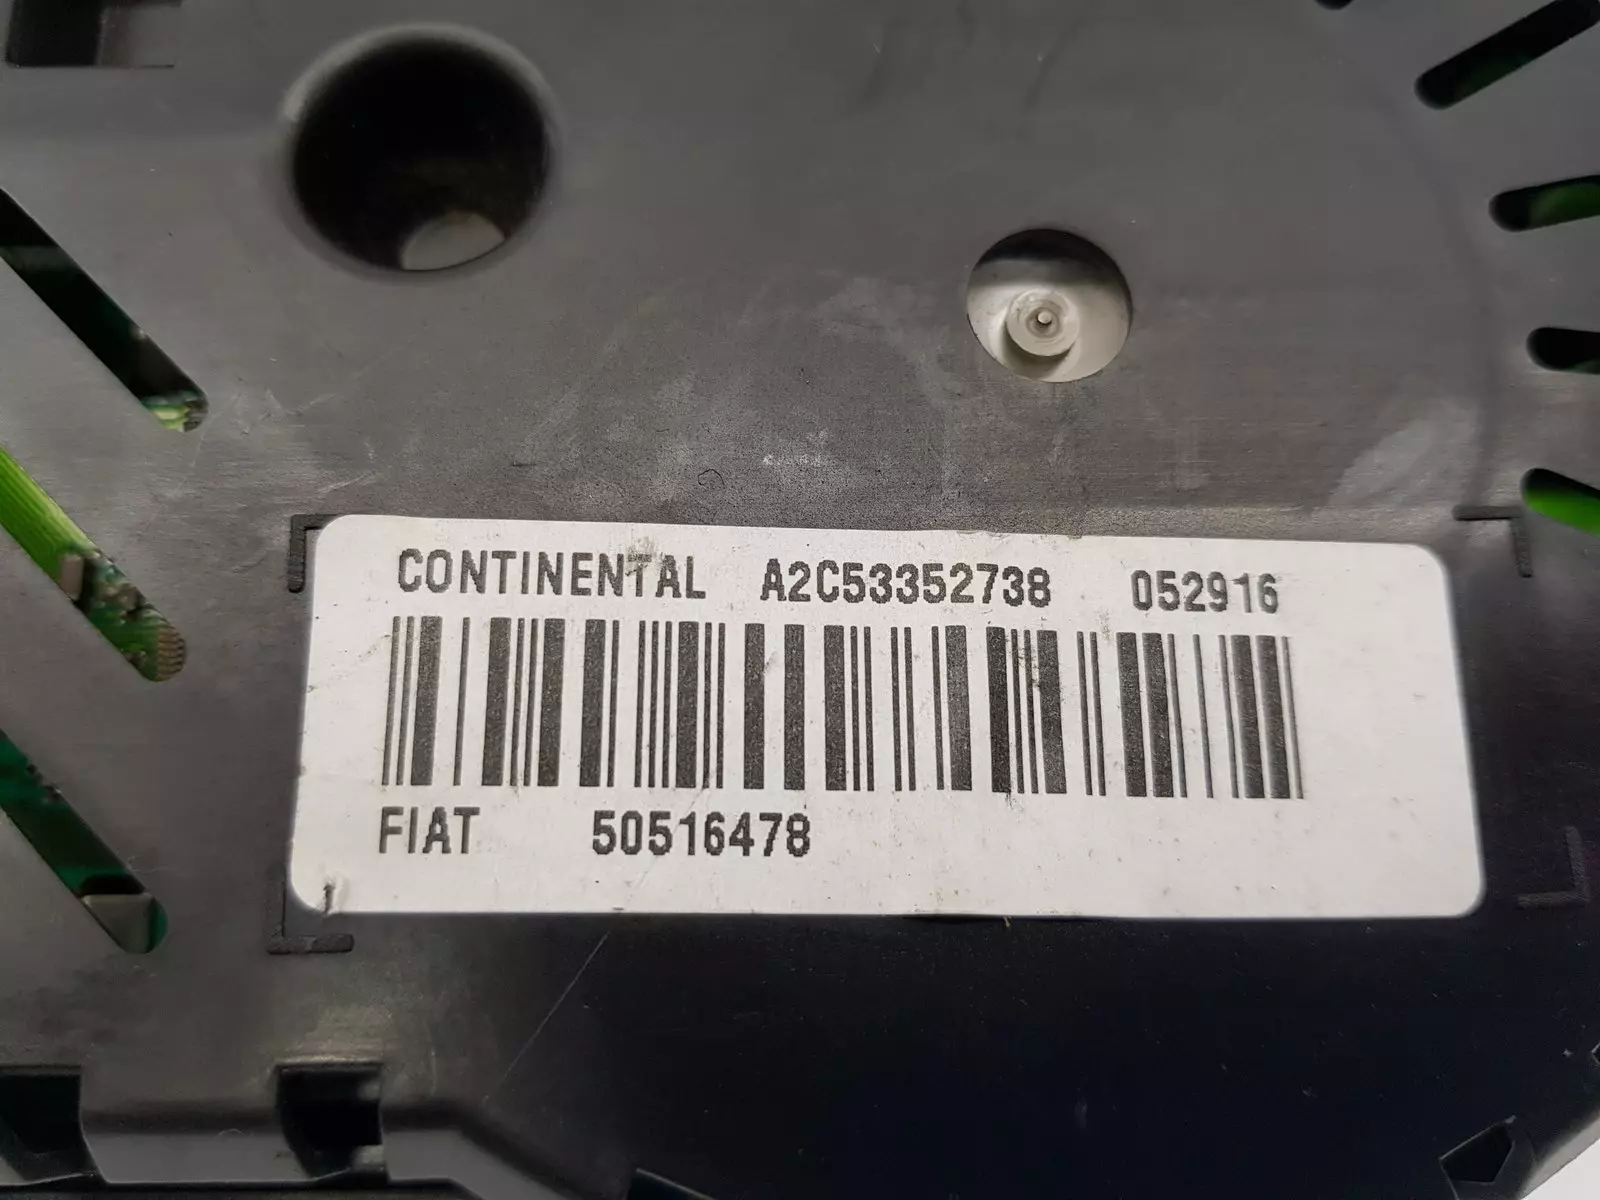 CONTINENTAL A2C53352738 052916
FIAT 50516478